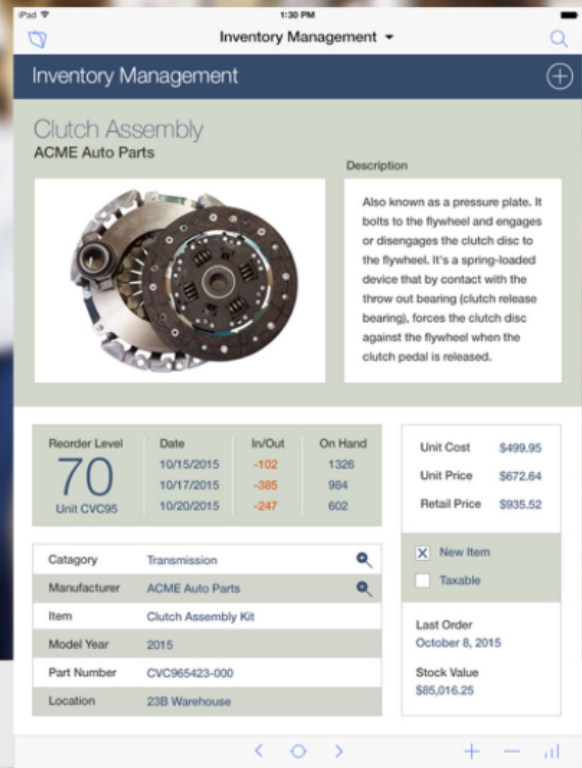 iPad 1:30 PM
Inventory Management
Inventory Management
Clutch Assembly
ACME Auto Parts
Description
Also known as a pressure plate. It
bolts to the flywheel and engages
or disengages the clutch disc to
the flywheel. It's a spring-loaded
device that by contact with the
throw out bearing (clutch release
bearing), forces the clutch disc
against the flywheel when the
clutch pedal is released.
Reorder Level
70
Unit CVC95
Date In/Out On Hand
10/15/2015 -102 1326
10/17/2015 -385 984
10/20/2015 -247 602
Unit Cost $499.95
Unit Price $672.64
Retail Price $935.52
New Item
Taxable
Last Order
October 8, 2015
Stock Value
$85,016.25
Catagory Transmission
Manufacturer ACME Auto Parts
Item Clutch Assembly Kit
Model Year 2015
Part Number CVC965423-000
Location 23B Warehouse